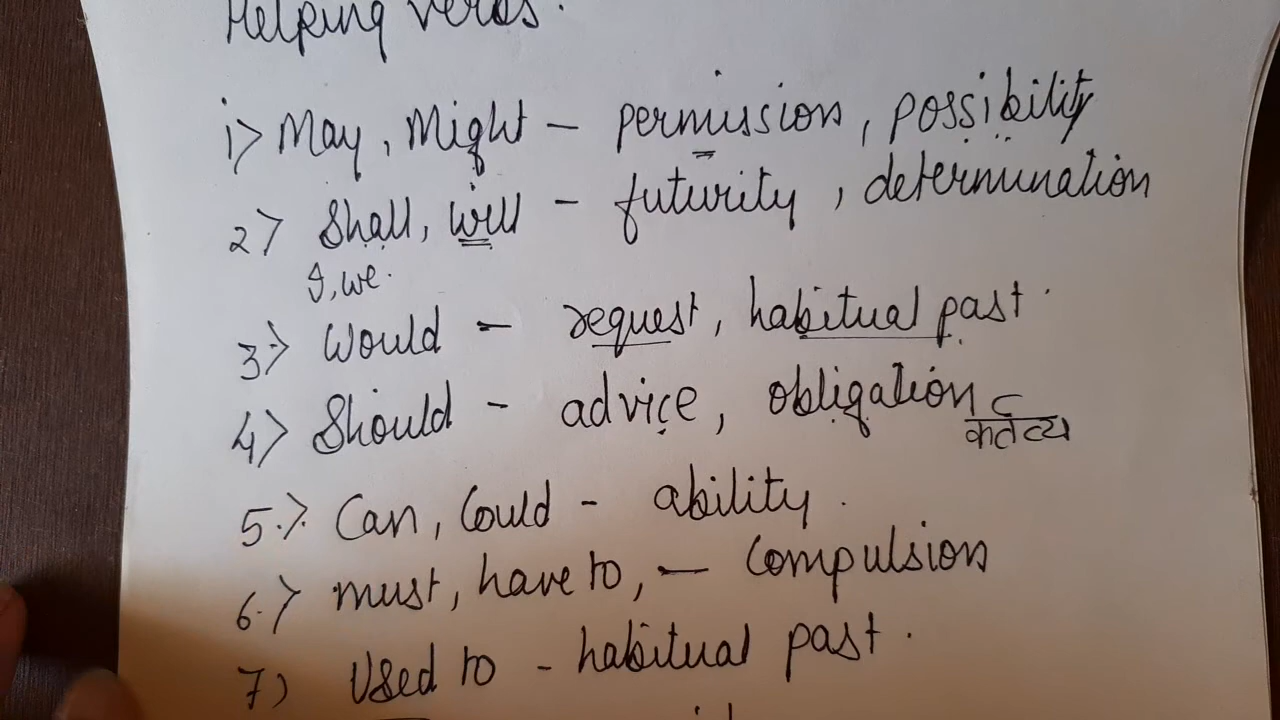 Helping verbs.
1> May, Might - permission, possibility
2> Shall, will - futurity, determination
I, we.
3> Would - request, habitual past.
4> Should - advice, obligation
कर्तव्य
5.> Can, Could - ability.
6.> must, have to, - Compulsion
7) Used to - habitual past.